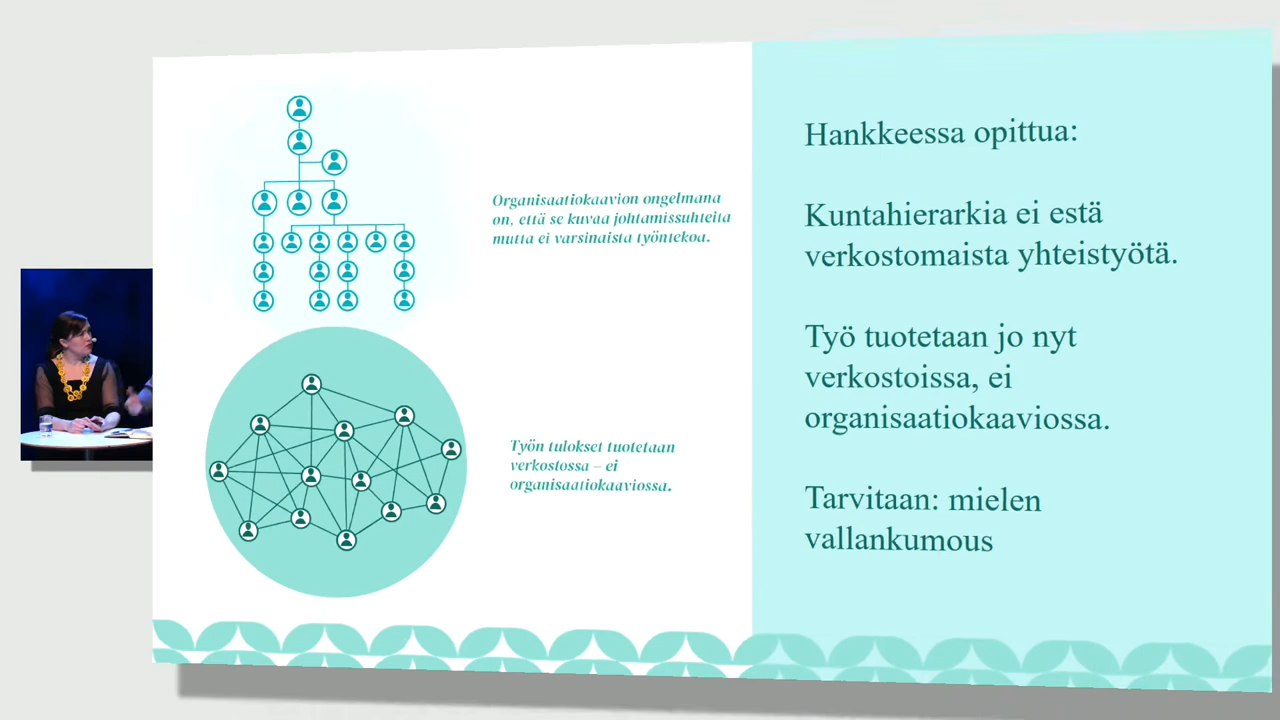 Organisaatiokaavion ongelmana
on, että se kuvaa johtamissuhteita
mutta ei varsinaista työntekoa.
Työn tulokset tuotetaan
verkostossa – ei
organisaatiokaaviossa.
Hankkeessa opittua:
Kuntahierarkia ei estä
verkostomaista yhteistyötä.
Työ tuotetaan jo nyt
verkostoissa, ei
organisaatiokaaviossa.
Tarvitaan: mielen
vallankumous